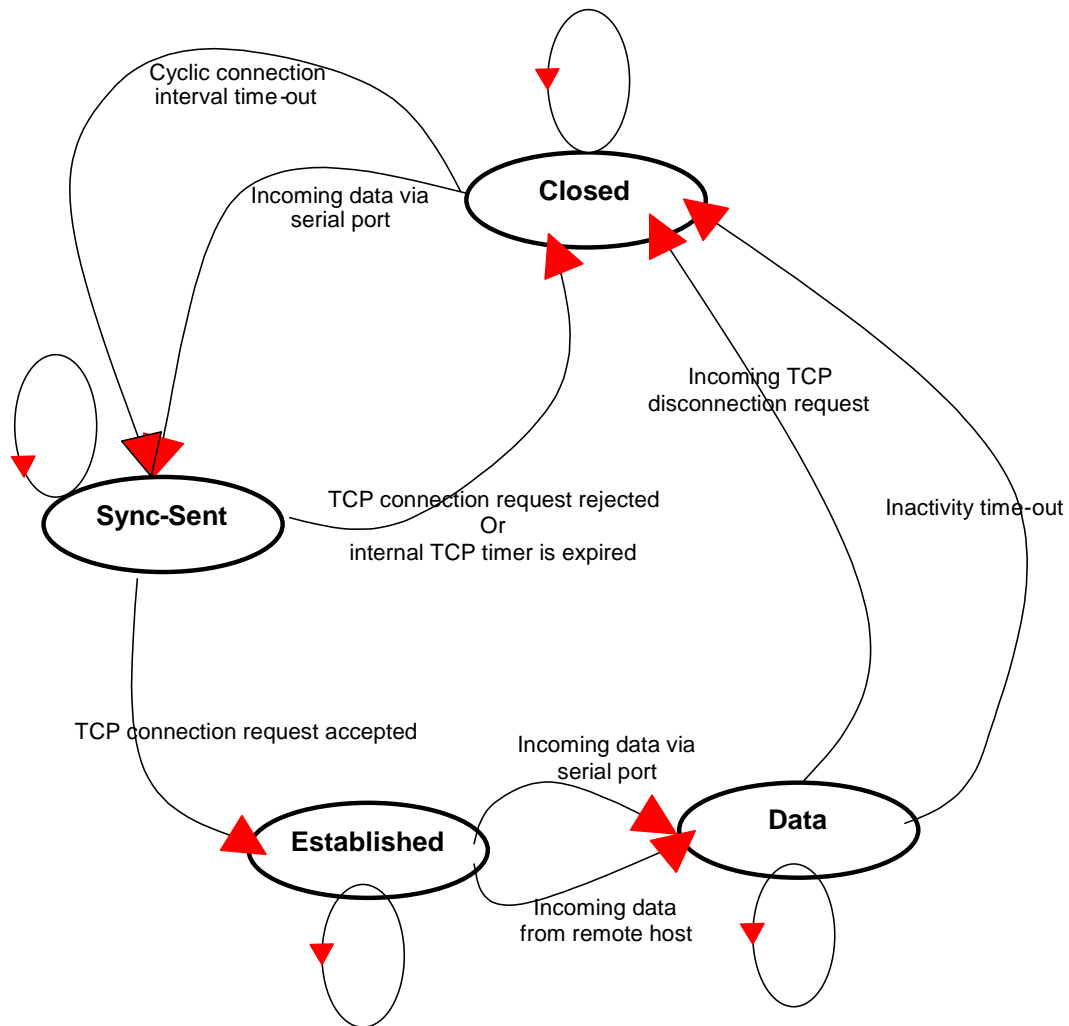 Cyclic connection
interval time-out
Closed
Incoming data via
serial port
Incoming TCP
disconnection request
TCP connection request rejected
Or
internal TCP timer is expired
Inactivity time-out
Sync-Sent
TCP connection request accepted
Incoming data via
serial port
Established
Data
Incoming data
from remote host